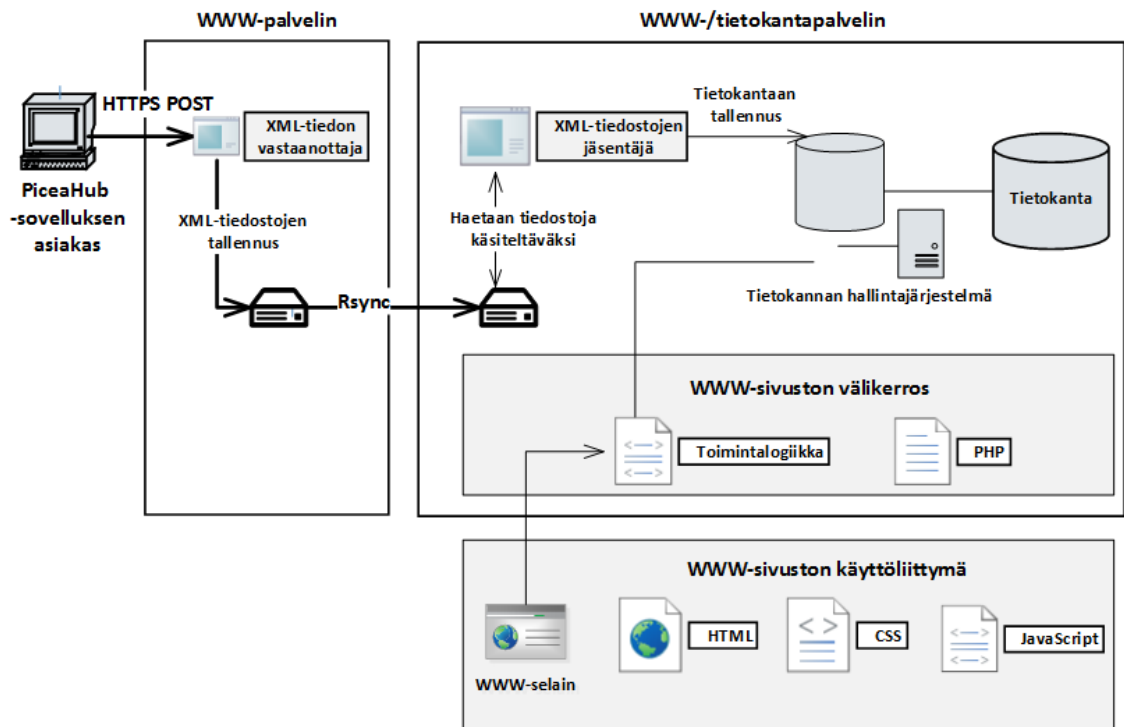 WWW-palvelin
WWW-/tietokantapalvelin
HTTPS POST
XML-tiedon
vastaanottaja
PiceaHub
-sovelluksen
asiakas
XML-tiedostojen
tallennus
Rsync
XML-tiedostojen
jäsentäjä
Tietokantaan
tallennus
Haetaan tiedostoja
käsiteltäväksi
Tietokanta
Tietokannan hallintajärjestelmä
WWW-sivuston välikerros
Toimintalogiikka
PHP
WWW-sivuston käyttöliittymä
WWW-selain
HTML
CSS
JavaScript